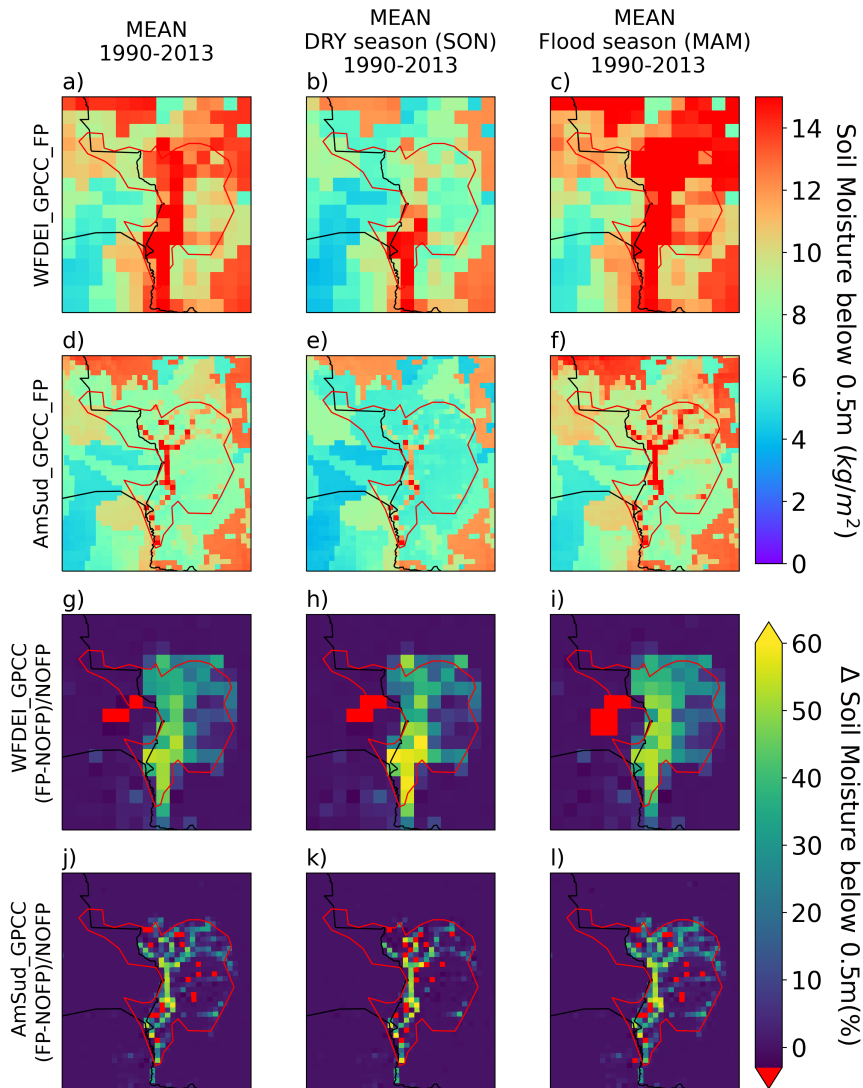 MEAN
1990-2013
MEAN
DRY season (SON)
1990-2013
MEAN
Flood season (MAM)
1990-2013
a)
b)
c)
WFDEI_GPCC_FP
14
12
10
8
6
4
2
0
Soil Moisture below 0.5m (kg/m²)
d)
e)
f)
AmSud_GPCC_FP
g)
h)
i)
WFDEI_GPCC
(FP-NOFP)/NOFP
60
50
40
30
20
10
0
Δ Soil Moisture below 0.5m(%)
j)
k)
l)
AmSud_GPCC
(FP-NOFP)/NOFP